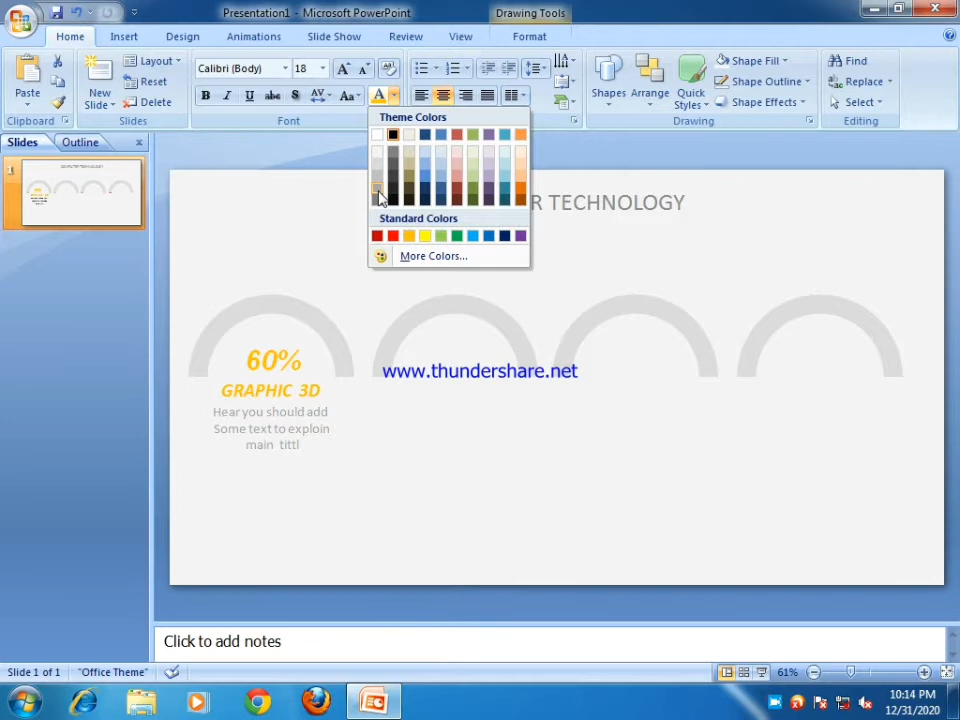 Presentation1 - Microsoft PowerPoint
Drawing Tools
Home Insert Design Animations Slide Show Review View Format
Paste
Clipboard
New Slide
Layout
Reset
Delete
Slides
Calibri (Body) 18
B I U abe S AV Aa A
Font
Shapes Arrange Quick Styles
Shape Fill
Shape Outline
Shape Effects
Drawing
Find
Replace
Select
Editing
Slides Outline
1
Theme Colors
Standard Colors
More Colors...
R TECHNOLOGY
www.thundershare.net
60%
GRAPHIC 3D
Hear you should add
Some text to exploin
main tittl
Click to add notes
Slide 1 of 1 "Office Theme" 61%
10:14 PM
12/31/2020